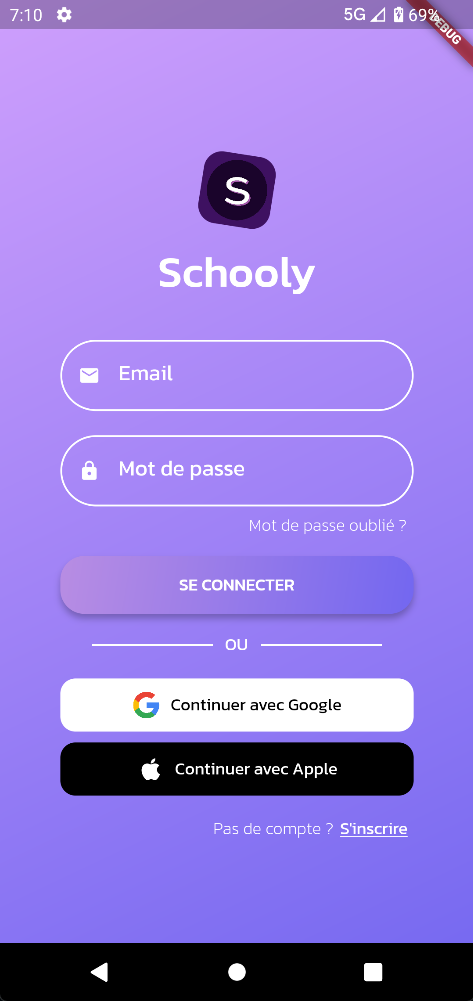 7:10 5G 69%
DEBUG
S
Schooly
Email
Mot de passe
Mot de passe oublié ?
SE CONNECTER
OU
Continuer avec Google
Continuer avec Apple
Pas de compte ? S'inscrire